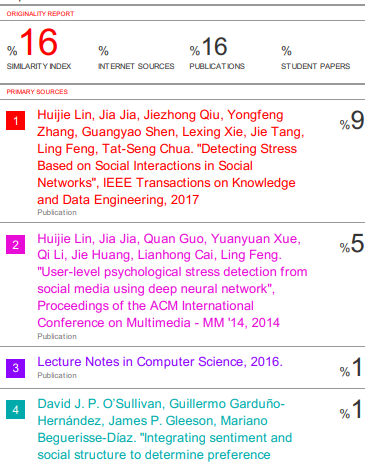 ORIGINALITY REPORT
%16
SIMILARITY INDEX
%
INTERNET SOURCES
%16
PUBLICATIONS
%
STUDENT PAPERS
PRIMARY SOURCES
1
Huijie Lin, Jia Jia, Jiezhong Qiu, Yongfeng
Zhang, Guangyao Shen, Lexing Xie, Jie Tang,
Ling Feng, Tat-Seng Chua. "Detecting Stress
Based on Social Interactions in Social
Networks", IEEE Transactions on Knowledge
and Data Engineering, 2017
Publication
%9
2
Huijie Lin, Jia Jia, Quan Guo, Yuanyuan Xue,
Qi Li, Jie Huang, Lianhong Cai, Ling Feng.
"User-level psychological stress detection from
social media using deep neural network",
Proceedings of the ACM International
Conference on Multimedia - MM '14, 2014
Publication
%5
3
Lecture Notes in Computer Science, 2016.
Publication
%1
4
David J. P. O'Sullivan, Guillermo Garduño-
Hernández, James P. Gleeson, Mariano
Beguerisse-Díaz. "Integrating sentiment and
social structure to determine preference
%1